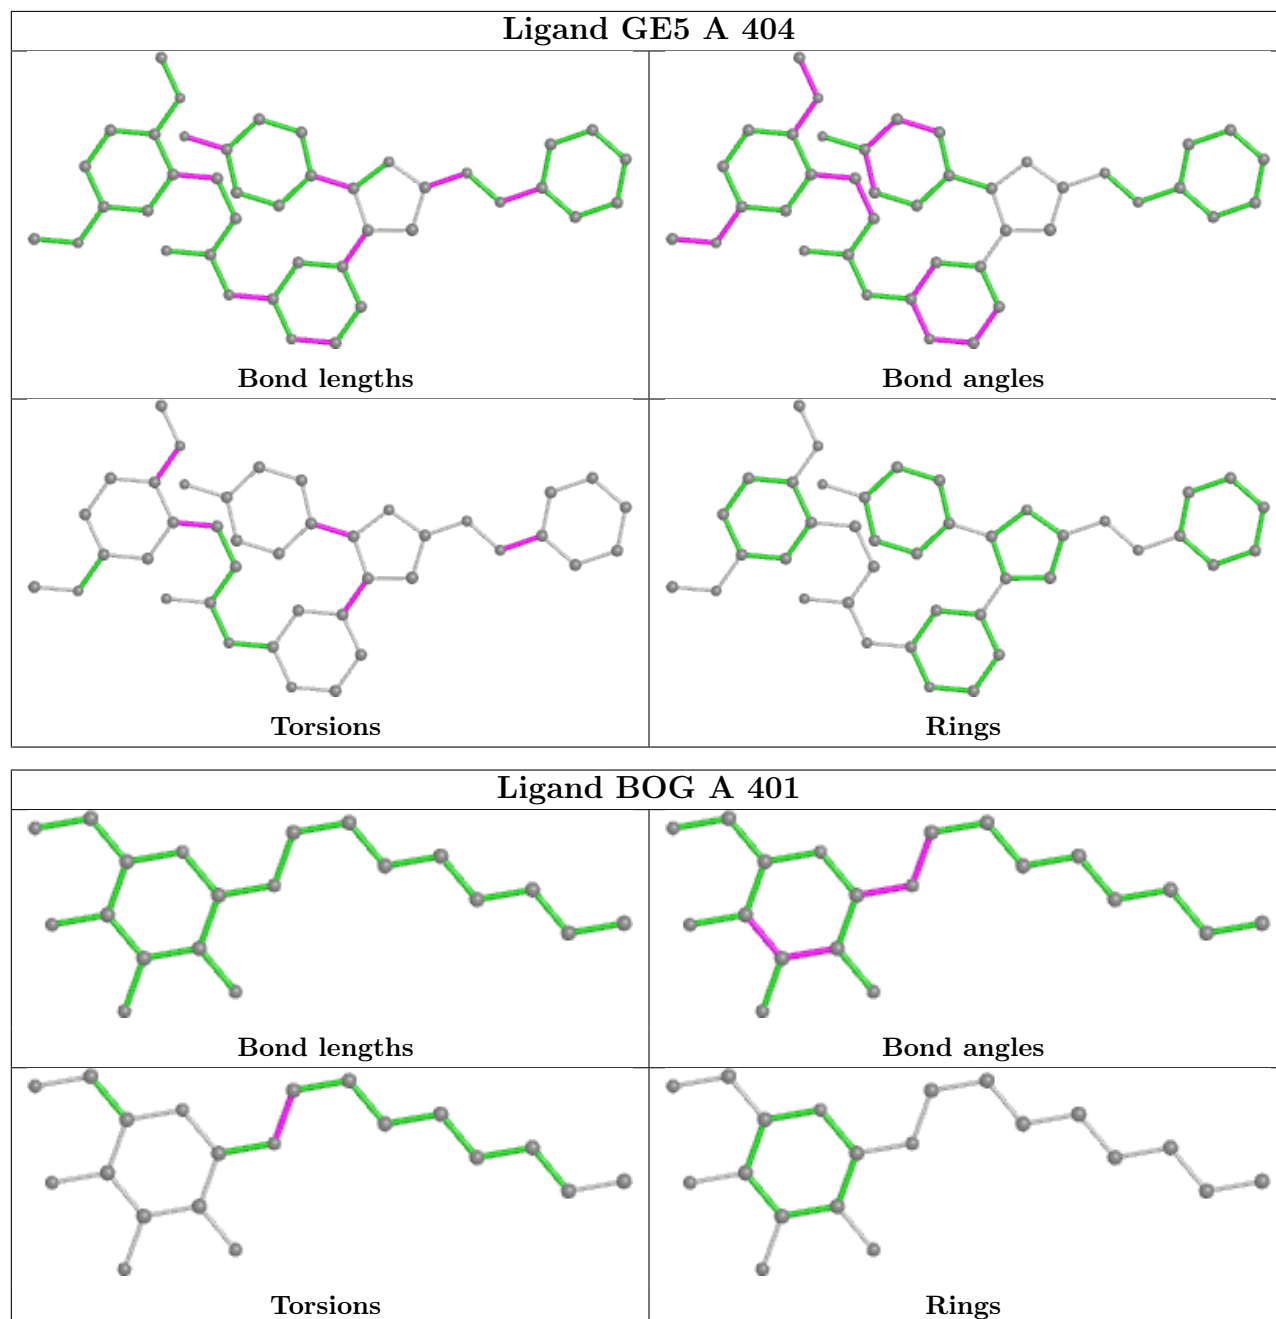 Ligand GE5 A 404
Bond lengths
Bond angles
Torsions
Rings
Ligand BOG A 401
Bond lengths
Bond angles
Torsions
Rings